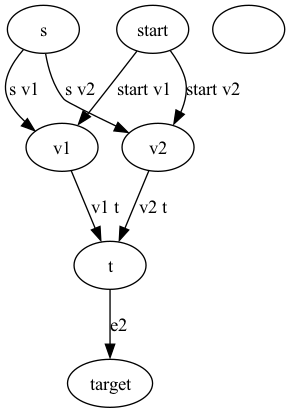 s start
s v1 s v2 start v1 start v2
v1 v2
v1 t v2 t
t
e2
target